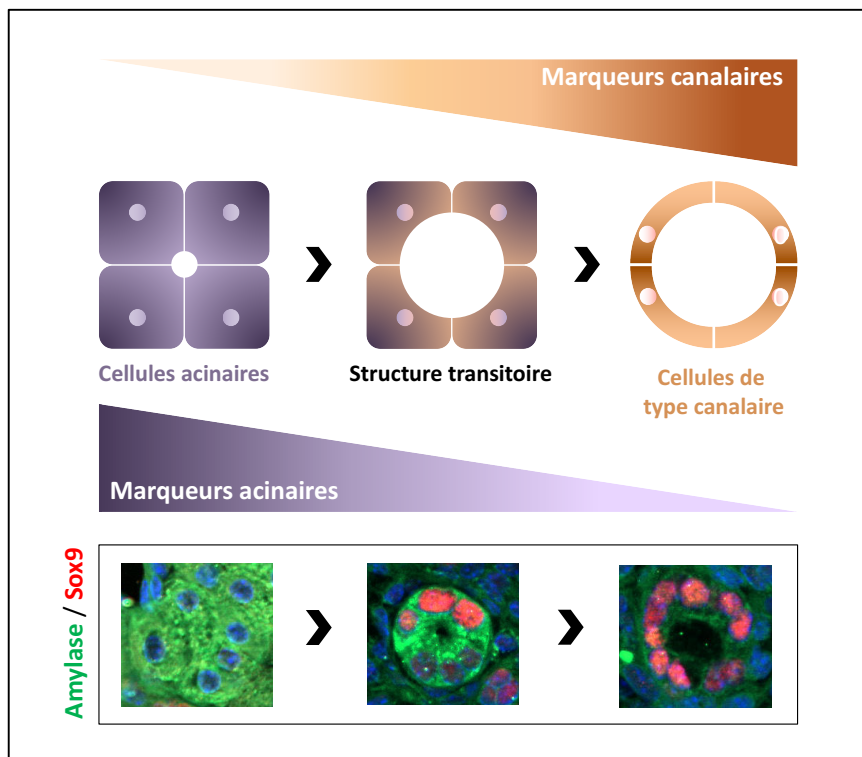 Marqueurs canalaires
Cellules acinaires
Structure transitoire
Cellules de
type canalaire
Marqueurs acinaires
Amylase / Sox9